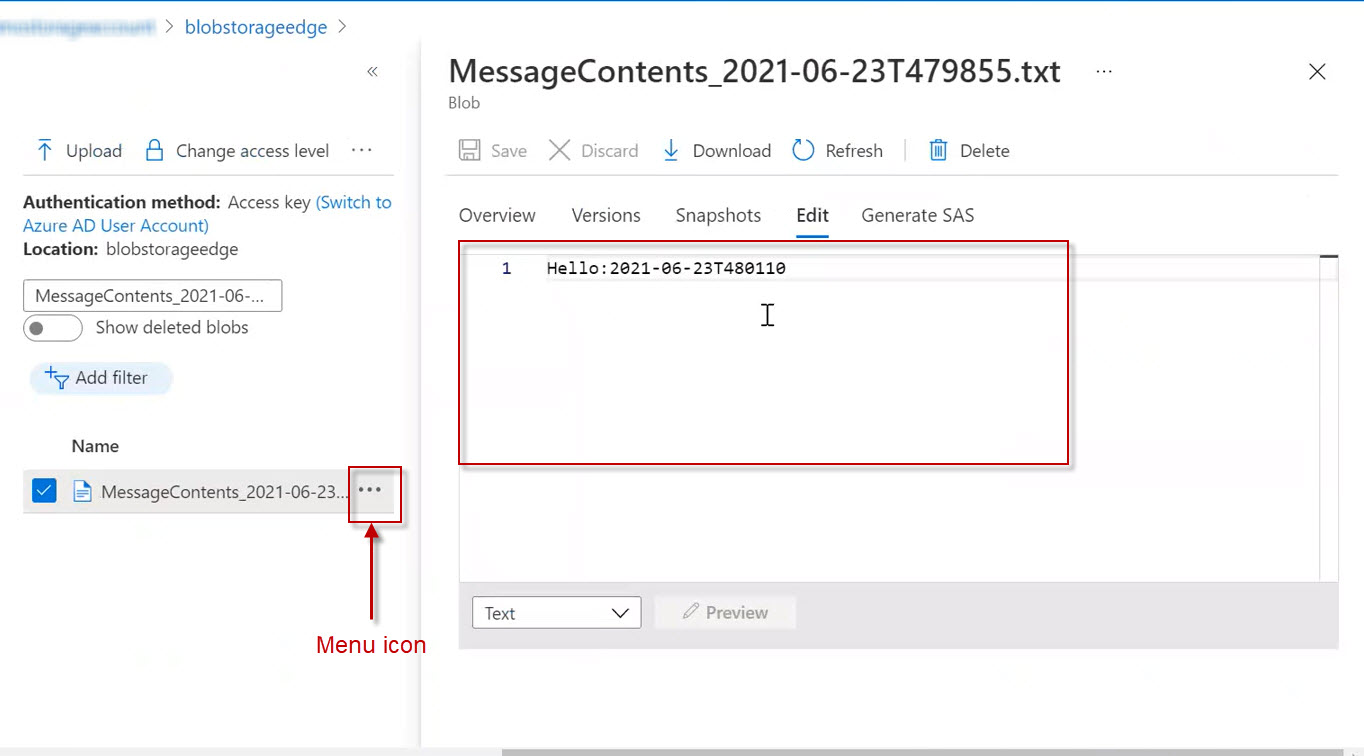 > blobstorageedge >
«
Upload Change access level ...
Authentication method: Access key (Switch to
Azure AD User Account)
Location: blobstorageedge
MessageContents_2021-06-...
Show deleted blobs
Add filter
Name
MessageContents_2021-06-23... ...
Menu icon
MessageContents_2021-06-23T479855.txt ...
Blob
Save Discard Download Refresh Delete
Overview Versions Snapshots Edit Generate SAS
1 Hello:2021-06-23T480110
Text Preview